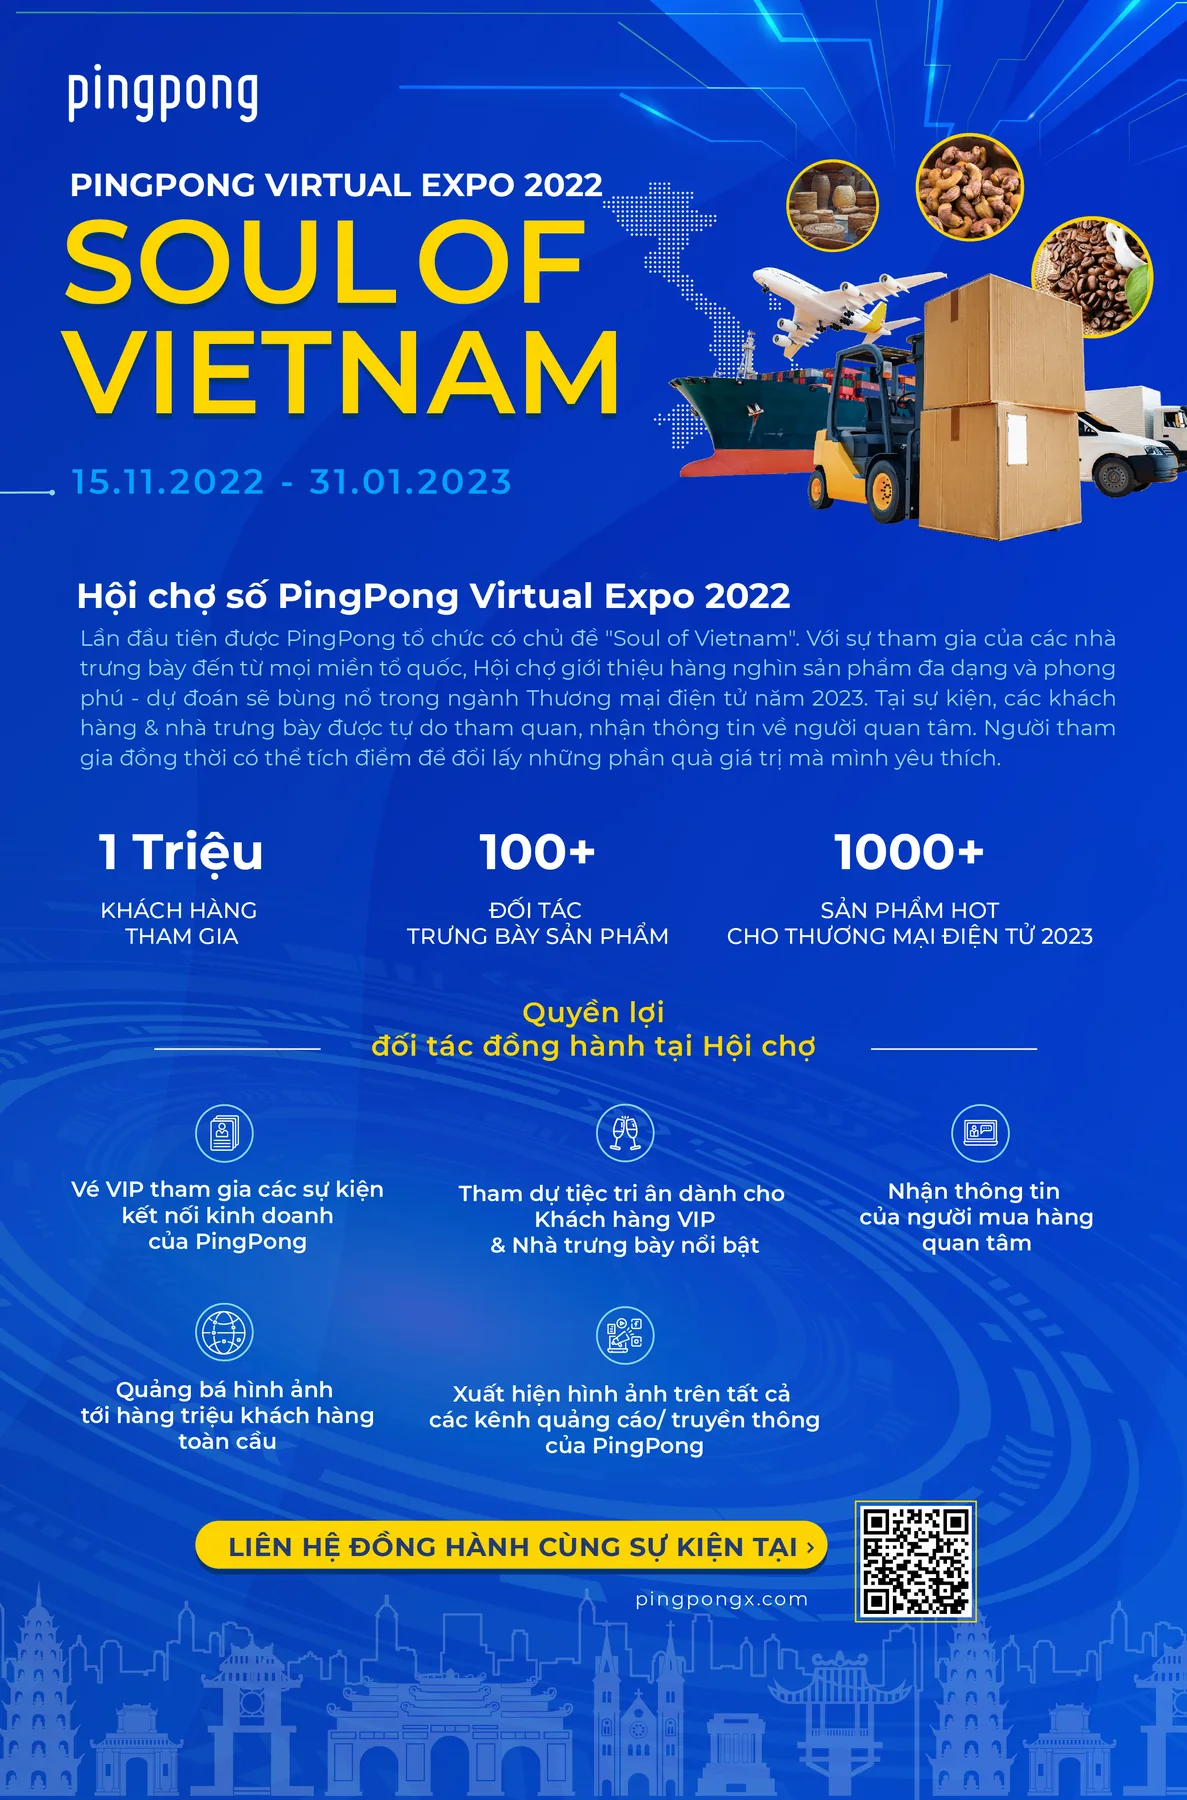 pingpong
PINGPONG VIRTUAL EXPO 2022
SOUL OF
VIETNAM
15.11.2022 - 31.01.2023
Hội chợ số PingPong Virtual Expo 2022
Lần đầu tiên được PingPong tổ chức có chủ đề "Soul of Vietnam". Với sự tham gia của các nhà
trưng bày đến từ mọi miền tổ quốc, Hội chợ giới thiệu hàng nghìn sản phẩm đa dạng và phong
phú - dự đoán sẽ bùng nổ trong ngành Thương mại điện tử năm 2023. Tại sự kiện, các khách
hàng & nhà trưng bày được tự do tham quan, nhận thông tin về người quan tâm. Người tham
gia đồng thời có thể tích điểm để đổi lấy những phần quà giá trị mà mình yêu thích.
1 Triệu
KHÁCH HÀNG
THAM GIA
100+
ĐỐI TÁC
TRƯNG BÀY SẢN PHẨM
1000+
SẢN PHẨM HOT
CHO THƯƠNG MẠI ĐIỆN TỬ 2023
Quyền lợi
đối tác đồng hành tại Hội chợ
Vé VIP tham gia các sự kiện
kết nối kinh doanh
của PingPong
Tham dự tiệc tri ân dành cho
Khách hàng VIP
& Nhà trưng bày nổi bật
Nhận thông tin
của người mua hàng
quan tâm
Quảng bá hình ảnh
tới hàng triệu khách hàng
toàn cầu
Xuất hiện hình ảnh trên tất cả
các kênh quảng cáo/ truyền thông
của PingPong
LIÊN HỆ ĐỒNG HÀNH CÙNG SỰ KIỆN TẠI ›
pingpongx.com